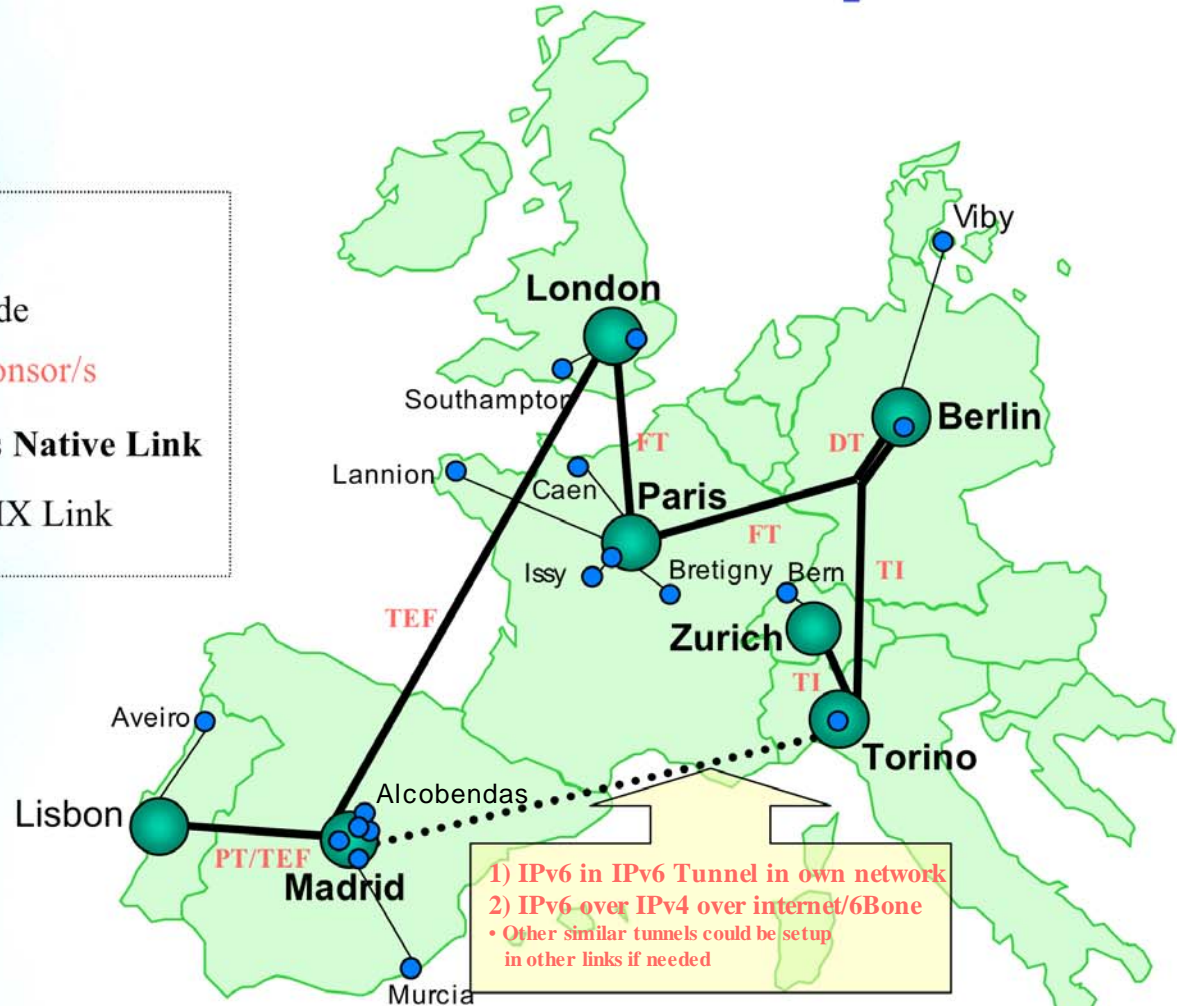 Viby
London
de
onsor/s
Southampton
Berlin
FT
DT
Native Link
Lannion
Caen
Paris
IX Link
FT
Issy
Bretigny
Bern
TI
TEF
Zurich
TI
Aveiro
Torino
Alcobendas
Lisbon
PT/TEF
Madrid
1) IPv6 in IPv6 Tunnel in own network
2) IPv6 over IPv4 over internet/6Bone
• Other similar tunnels could be setup
in other links if needed
Murcia